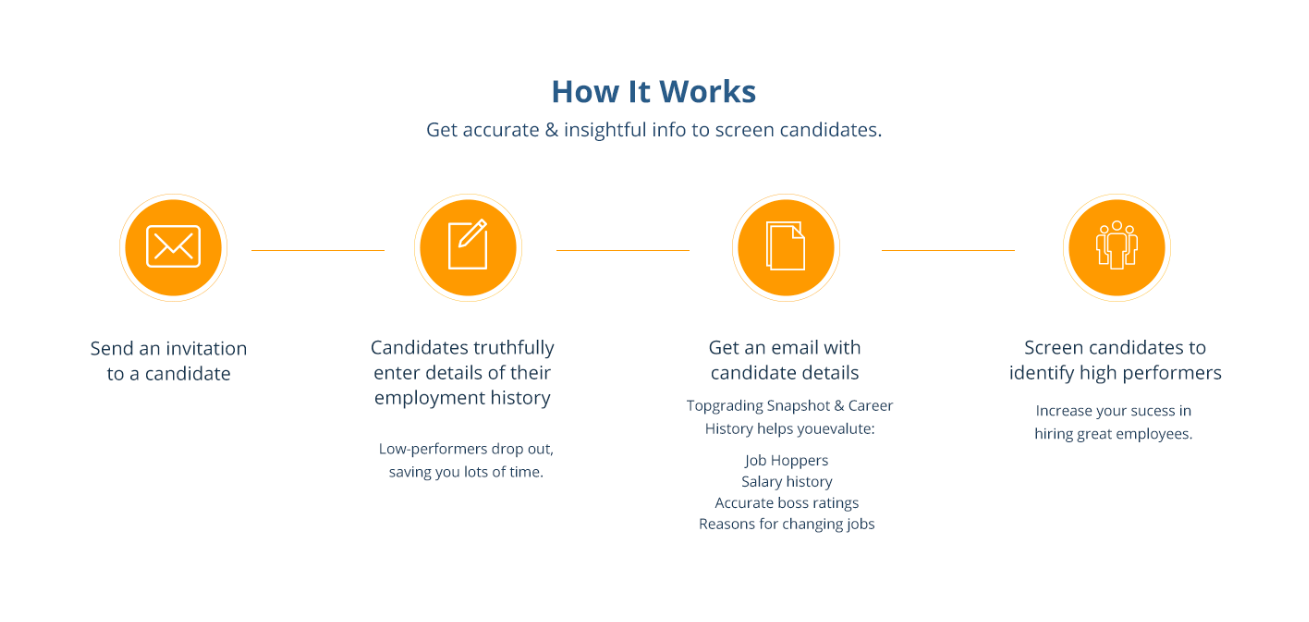 How It Works
Get accurate & insightful info to screen candidates.
Send an invitation
to a candidate
Candidates truthfully
enter details of their
employment history
Low-performers drop out,
saving you lots of time.
Get an email with
candidate details
Topgrading Snapshot & Career
History helps youevalute:
Job Hoppers
Salary history
Accurate boss ratings
Reasons for changing jobs
Screen candidates to
identify high performers
Increase your sucess in
hiring great employees.